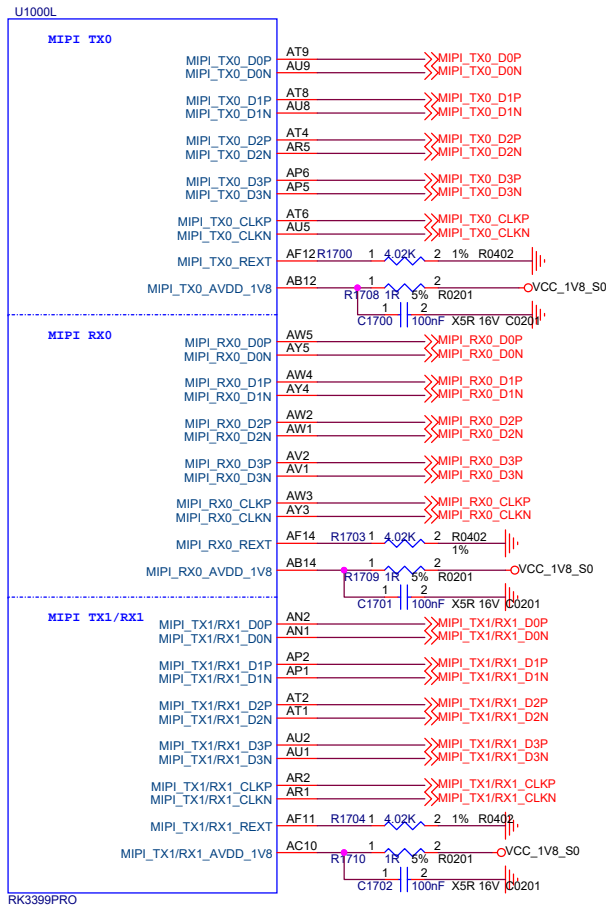 U1000L
MIPI TX0
MIPI_TX0_D0P AT9 MIPI_TX0_D0P
MIPI_TX0_D0N AU9 MIPI_TX0_D0N
MIPI_TX0_D1P AT8 MIPI_TX0_D1P
MIPI_TX0_D1N AU8 MIPI_TX0_D1N
MIPI_TX0_D2P AT4 MIPI_TX0_D2P
MIPI_TX0_D2N AR5 MIPI_TX0_D2N
MIPI_TX0_D3P AP6 MIPI_TX0_D3P
MIPI_TX0_D3N AP5 MIPI_TX0_D3N
MIPI_TX0_CLKP AT6 MIPI_TX0_CLKP
MIPI_TX0_CLKN AU5 MIPI_TX0_CLKN
MIPI_TX0_REXT AF12 R1700 1 4.02K 2 1% R0402
MIPI_TX0_AVDD_1V8 AB12 1 2 VCC_1V8_S0
R1708 1R 5% R0201
1 2
C1700 100nF X5R 16V C0201
MIPI RX0
MIPI_RX0_D0P AW5 MIPI_RX0_D0P
MIPI_RX0_D0N AY5 MIPI_RX0_D0N
MIPI_RX0_D1P AW4 MIPI_RX0_D1P
MIPI_RX0_D1N AY4 MIPI_RX0_D1N
MIPI_RX0_D2P AW2 MIPI_RX0_D2P
MIPI_RX0_D2N AW1 MIPI_RX0_D2N
MIPI_RX0_D3P AV2 MIPI_RX0_D3P
MIPI_RX0_D3N AV1 MIPI_RX0_D3N
MIPI_RX0_CLKP AW3 MIPI_RX0_CLKP
MIPI_RX0_CLKN AY3 MIPI_RX0_CLKN
MIPI_RX0_REXT AF14 R1703 1 4.02K 2 R0402
1%
MIPI_RX0_AVDD_1V8 AB14 1 2 VCC_1V8_S0
R1709 1R 5% R0201
1 2
C1701 100nF X5R 16V C0201
MIPI TX1/RX1
MIPI_TX1/RX1_D0P AN2 MIPI_TX1/RX1_D0P
MIPI_TX1/RX1_D0N AN1 MIPI_TX1/RX1_D0N
MIPI_TX1/RX1_D1P AP2 MIPI_TX1/RX1_D1P
MIPI_TX1/RX1_D1N AP1 MIPI_TX1/RX1_D1N
MIPI_TX1/RX1_D2P AT2 MIPI_TX1/RX1_D2P
MIPI_TX1/RX1_D2N AT1 MIPI_TX1/RX1_D2N
MIPI_TX1/RX1_D3P AU2 MIPI_TX1/RX1_D3P
MIPI_TX1/RX1_D3N AU1 MIPI_TX1/RX1_D3N
MIPI_TX1/RX1_CLKP AR2 MIPI_TX1/RX1_CLKP
MIPI_TX1/RX1_CLKN AR1 MIPI_TX1/RX1_CLKN
MIPI_TX1/RX1_REXT AF11 R1704 1 4.02K 2 1% R0402
MIPI_TX1/RX1_AVDD_1V8 AC10 1 2 VCC_1V8_S0
R1710 1R 5% R0201
1 2
C1702 100nF X5R 16V C0201
RK3399PRO